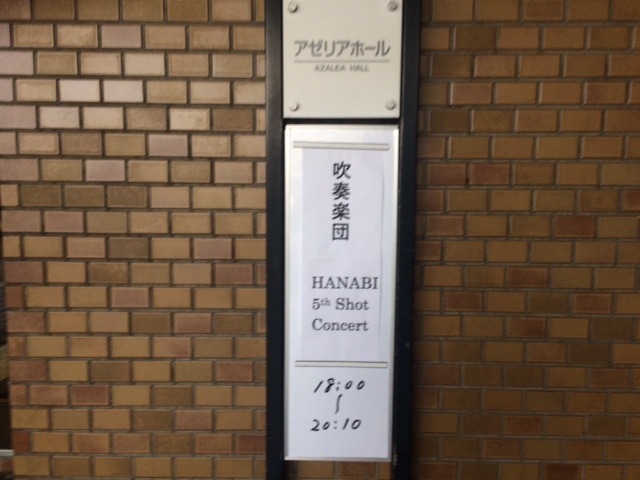 アゼリアホール
AZALEA HALL
吹奏楽団
HANABI
5th Shot
Concert
18:00
〜
20:10